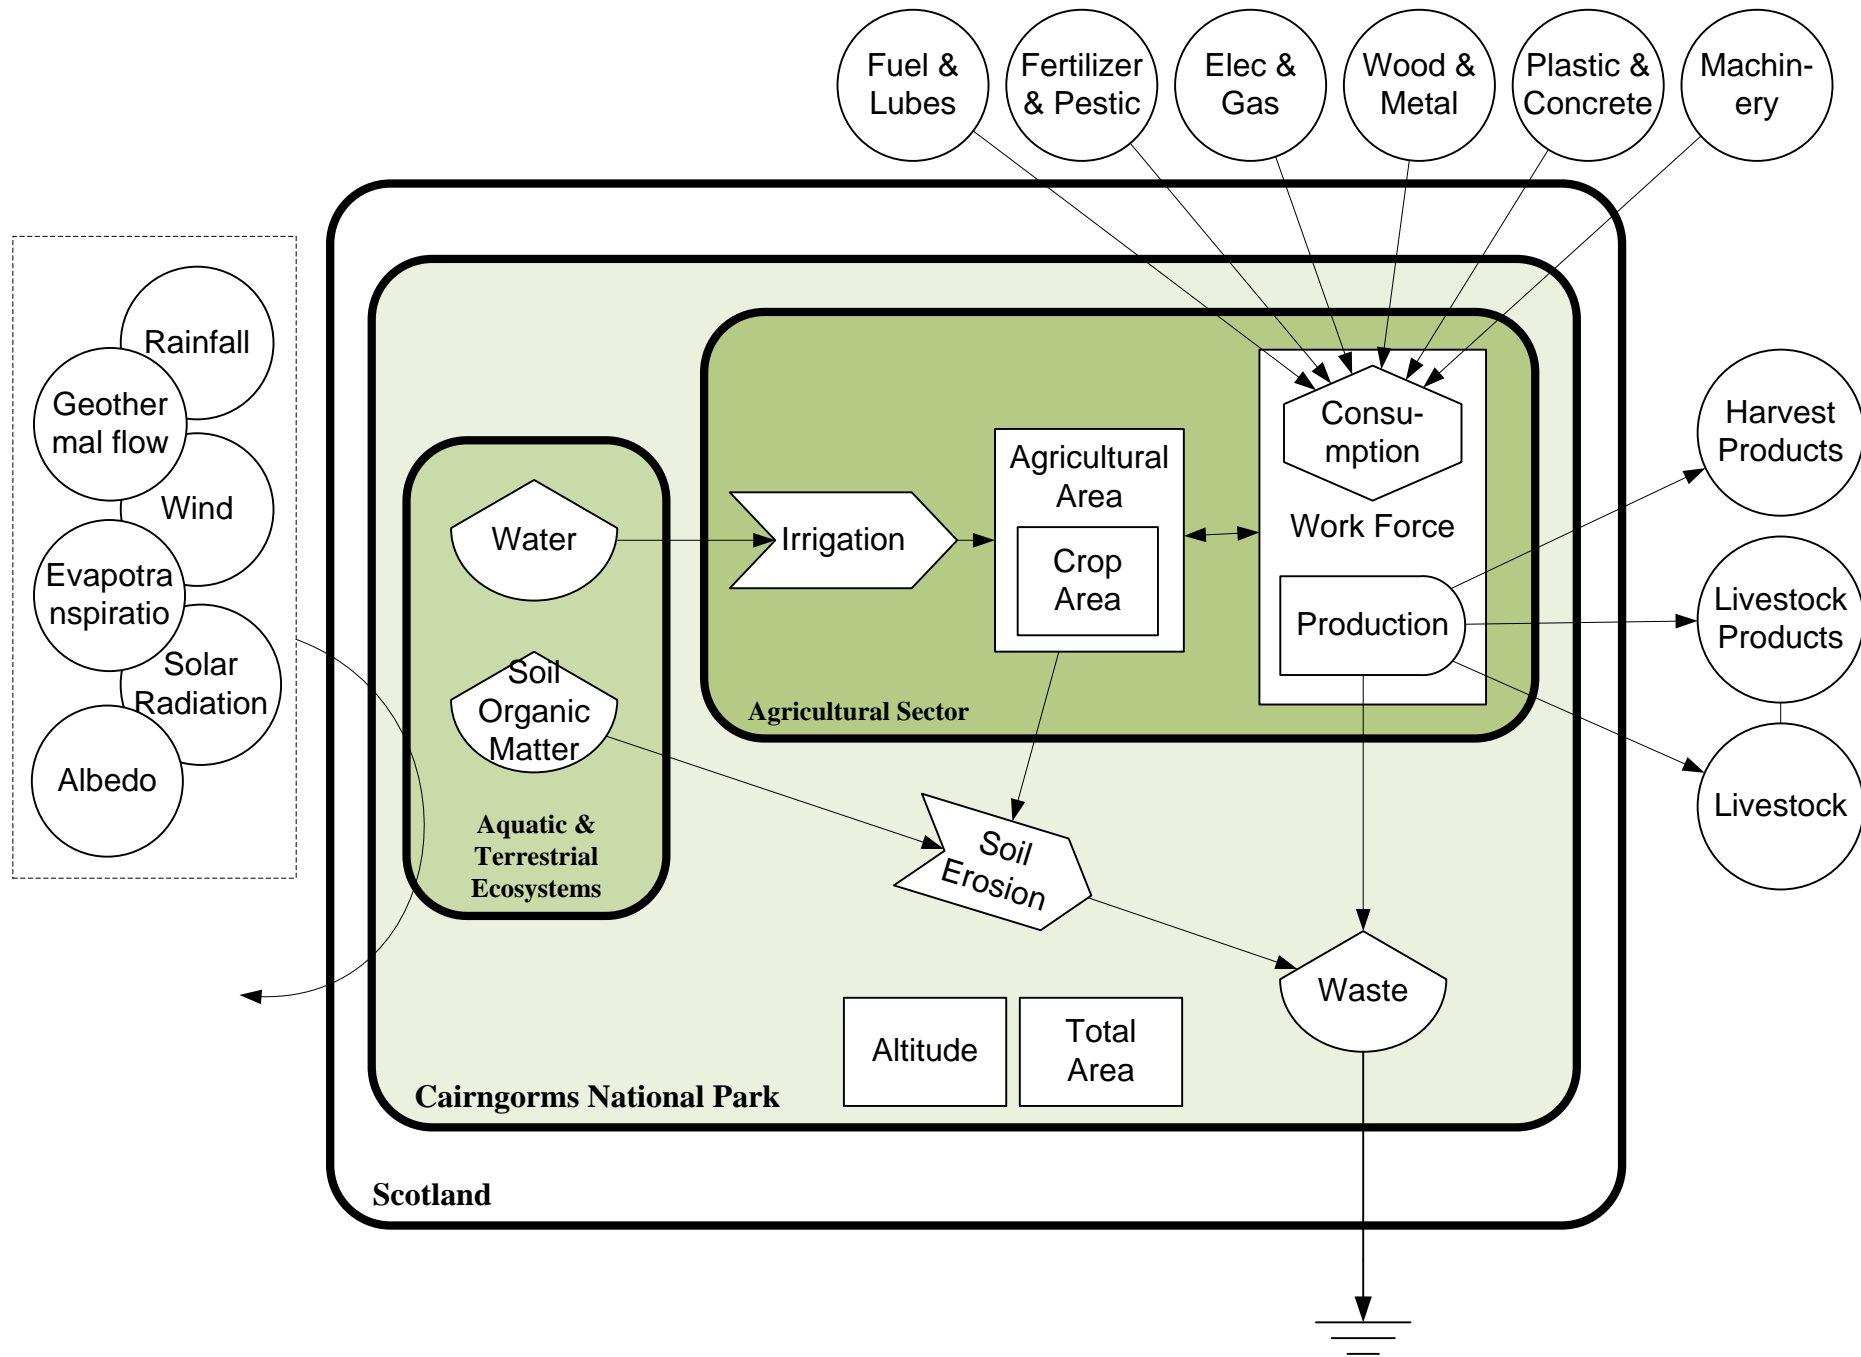 Fuel &
Lubes
Fertilizer
& Pestic
Elec &
Gas
Wood &
Metal
Plastic &
Concrete
Machin-
ery
Rainfall
Geother
mal flow
Wind
Evapotra
nspiratio
Solar
Radiation
Albedo
Water
Soil
Organic
Matter
Aquatic &
Terrestrial
Ecosystems
Irrigation
Agricultural
Area
Crop
Area
Consu-
mption
Work Force
Production
Agricultural Sector
Harvest
Products
Livestock
Products
Livestock
Soil
Erosion
Waste
Altitude
Total
Area
Cairngorms National Park
Scotland